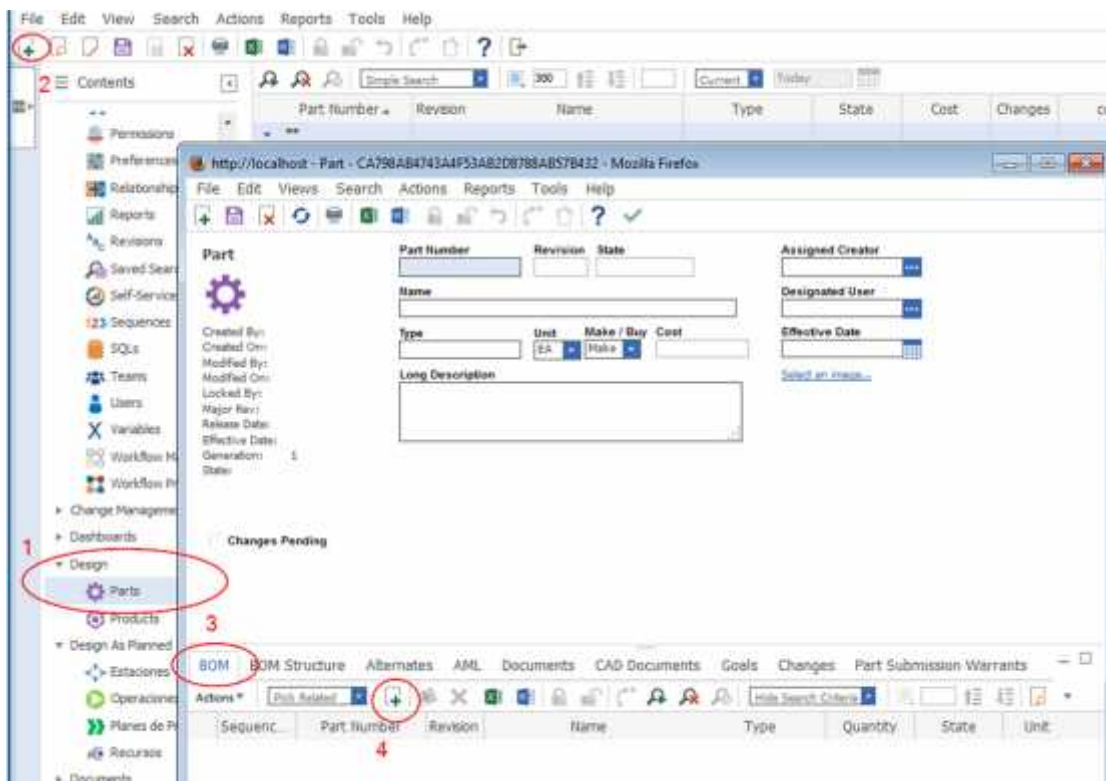 File Edit View Search Actions Reports Tools Help
2 Contents
Simple Search 300 Current Today
Part Number Revision Name Type State Cost Changes
Permissions
Preferences
http://localhost - Part - CA798AB4743A4F53AB2D8788AB57B432 - Mozilla Firefox
Relationship
File Edit Views Search Actions Reports Tools Help
Reports
Revisions
Part
Part Number Revision State Assigned Creator
Saved Sear
Self-Service
Name Designated User
123 Sequences
SQLs
Teams
Users
Variables
Workflow M
Workflow Pr
Created By:
Created On:
Modified By:
Modified On:
Locked By:
Major Rev:
Release Date:
Effective Date:
Generation: 1
State:
Type Unit Make / Buy Cost Effective Date
EA Make
Long Description Select an image...
Change Manageme
1 Dashboards
Changes Pending
Design
Parts
Products
3
Design As Planned
BOM BOM Structure Alternates AML Documents CAD Documents Goals Changes Part Submission Warrants
Estaciones
Operaciones
Actions Pick Related Hide Search Criteria
Planes de Pr
Sequenc... Part Number Revision Name Type Quantity State Unit
4
Recursos
Documents